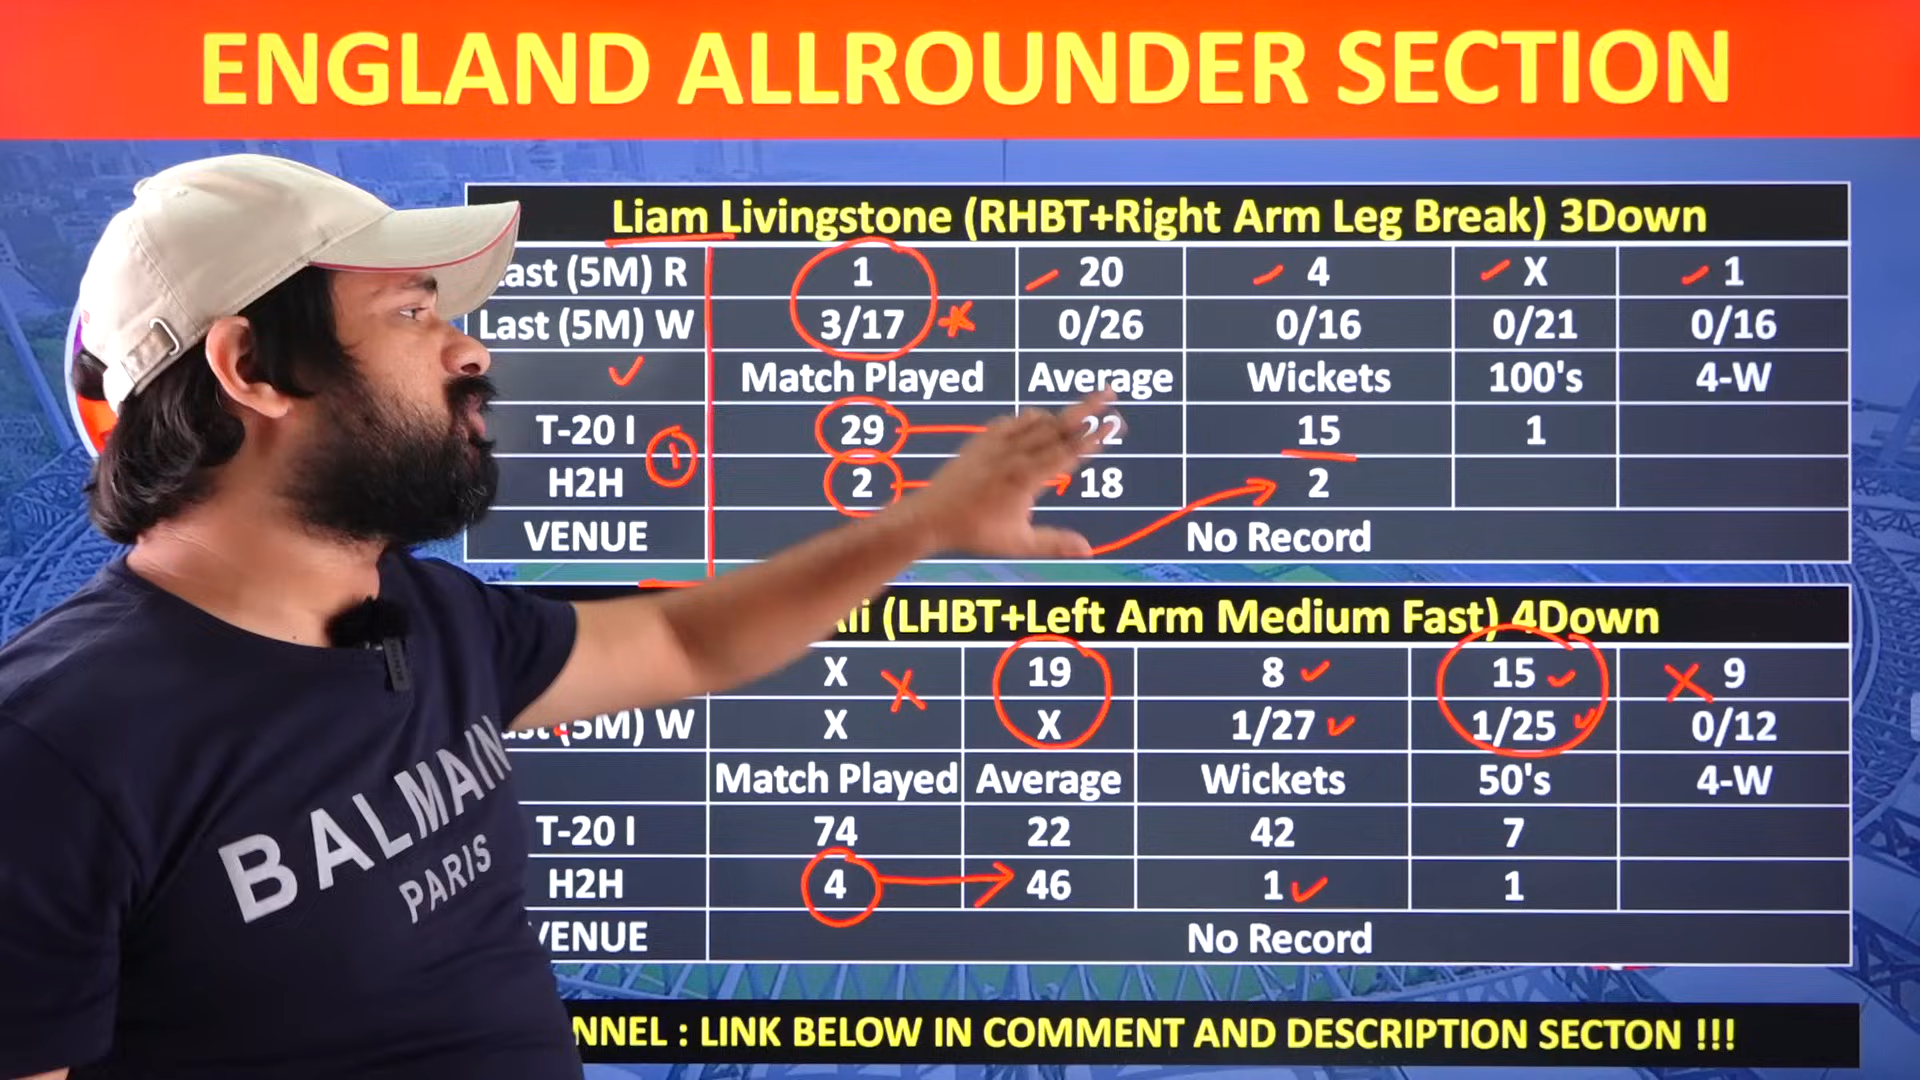 ENGLAND ALLROUNDER SECTION
Liam Livingstone (RHBT+Right Arm Leg Break) 3Down
Last (5M) R 1 20 4 X 1
Last (5M) W 3/17 0/26 0/16 0/21 0/16
Match Played Average Wickets 100's 4-W
T-20 I 29 22 15 1
1
H2H 2 18 2
VENUE No Record
Ali (LHBT+Left Arm Medium Fast) 4Down
X 19 8 15 9
(5M) W X X 1/27 1/25 0/12
Match Played Average Wickets 50's 4-W
T-20 I 74 22 42 7
H2H 4 46 1 1
VENUE No Record
NNEL : LINK BELOW IN COMMENT AND DESCRIPTION SECTON !!!
BALMAIN
PARIS